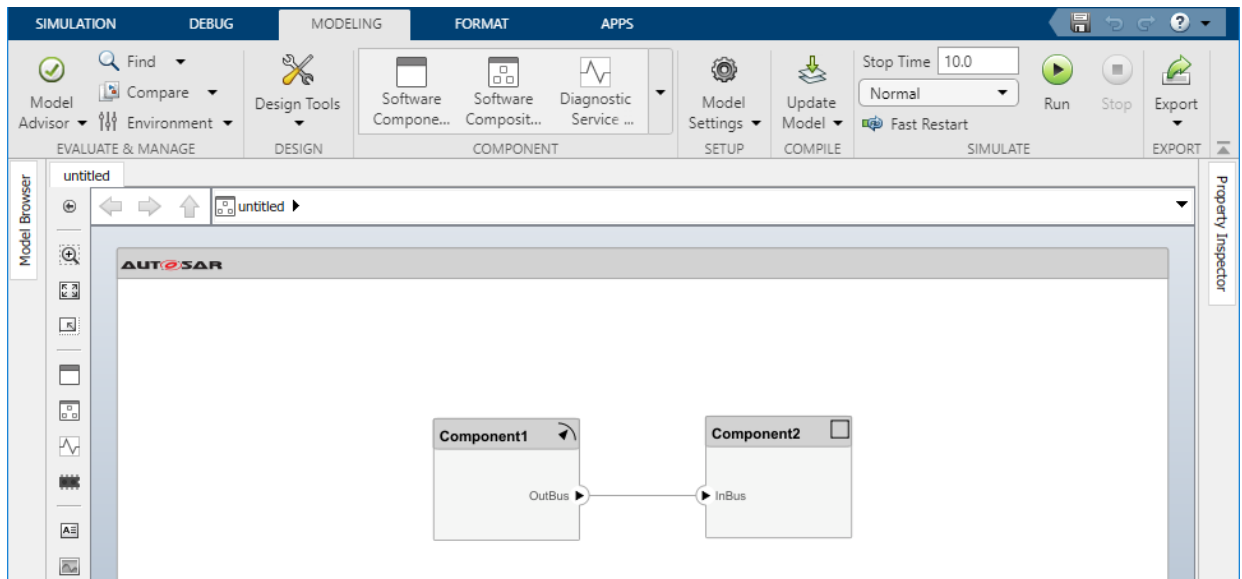 SIMULATION DEBUG MODELING FORMAT APPS
Model Advisor
Find
Compare
Environment
EVALUATE & MANAGE
Design Tools
DESIGN
Software Compone...
Software Composit...
Diagnostic Service ...
COMPONENT
Model Settings
SETUP
Update Model
COMPILE
Stop Time 10.0
Normal
Fast Restart
Run
Stop
SIMULATE
Export
EXPORT
Model Browser
untitled
untitled
Property Inspector
AUTOSAR
Component1
OutBus
Component2
InBus